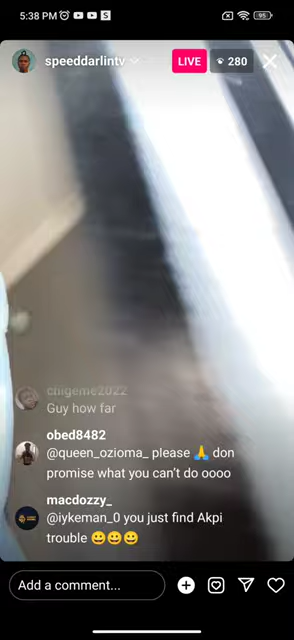 5:38 PM
95
speeddarlintv
LIVE
280
chigeme2022
Guy how far
obed8482
@queen_ozioma_ please 🙏 don
promise what you can't do oooo
macdozzy_
@iykeman_0 you just find Akpi
trouble 😀😀😀
Add a comment...